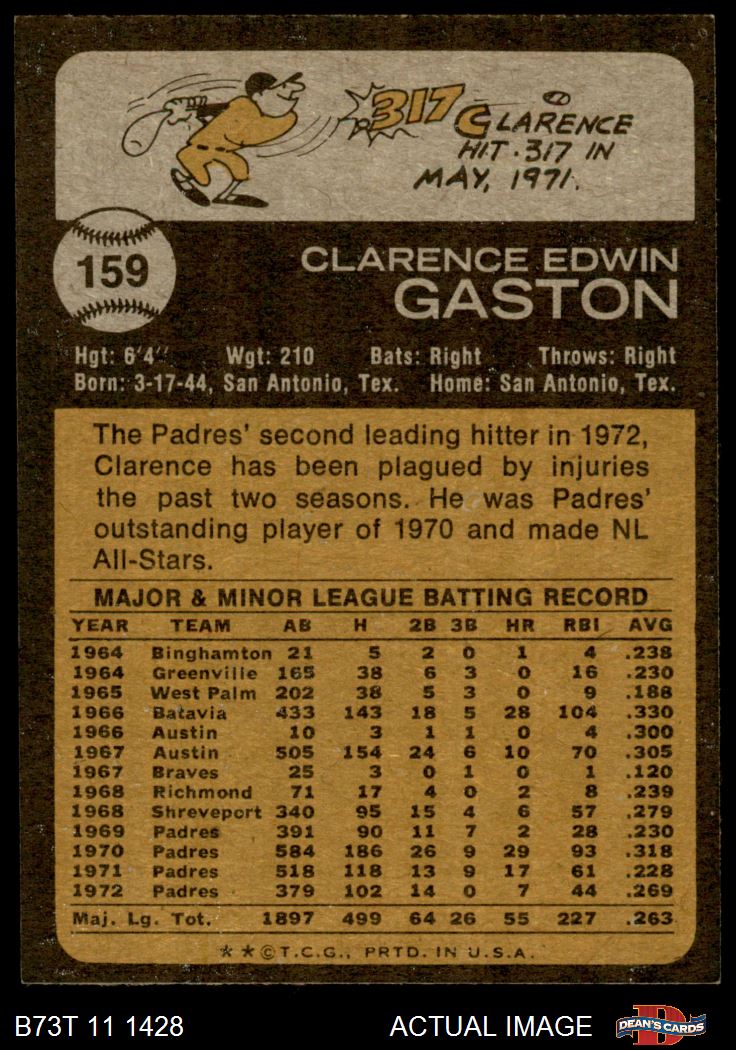 .317 CLARENCE
HIT .317 IN
MAY, 1971.
159
CLARENCE EDWIN
GASTON
Hgt: 6'4" Wgt: 210 Bats: Right Throws: Right
Born: 3-17-44, San Antonio, Tex. Home: San Antonio, Tex.
The Padres' second leading hitter in 1972,
Clarence has been plagued by injuries
the past two seasons. He was Padres'
outstanding player of 1970 and made NL
All-Stars.
MAJOR & MINOR LEAGUE BATTING RECORD
YEAR TEAM AB H 2B 3B HR RBI AVG
1964 Binghamton 21 5 2 0 1 4 .238
1964 Greenville 165 38 6 3 0 16 .230
1965 West Palm 202 38 5 3 0 9 .188
1966 Batavia 433 143 18 5 28 104 .330
1966 Austin 10 3 1 1 0 4 .300
1967 Austin 505 154 24 6 10 70 .305
1967 Braves 25 3 0 1 0 1 .120
1968 Richmond 71 17 4 0 2 8 .239
1968 Shreveport 340 95 15 4 6 57 .279
1969 Padres 391 90 11 7 2 28 .230
1970 Padres 584 186 26 9 29 93 .318
1971 Padres 518 118 13 9 17 61 .228
1972 Padres 379 102 14 0 7 44 .269
Maj. Lg. Tot. 1897 499 64 26 55 227 .263
★★©T.C.G., PRTD. IN U.S.A.
B73T 11 1428 ACTUAL IMAGE D DEAN'S CARDS